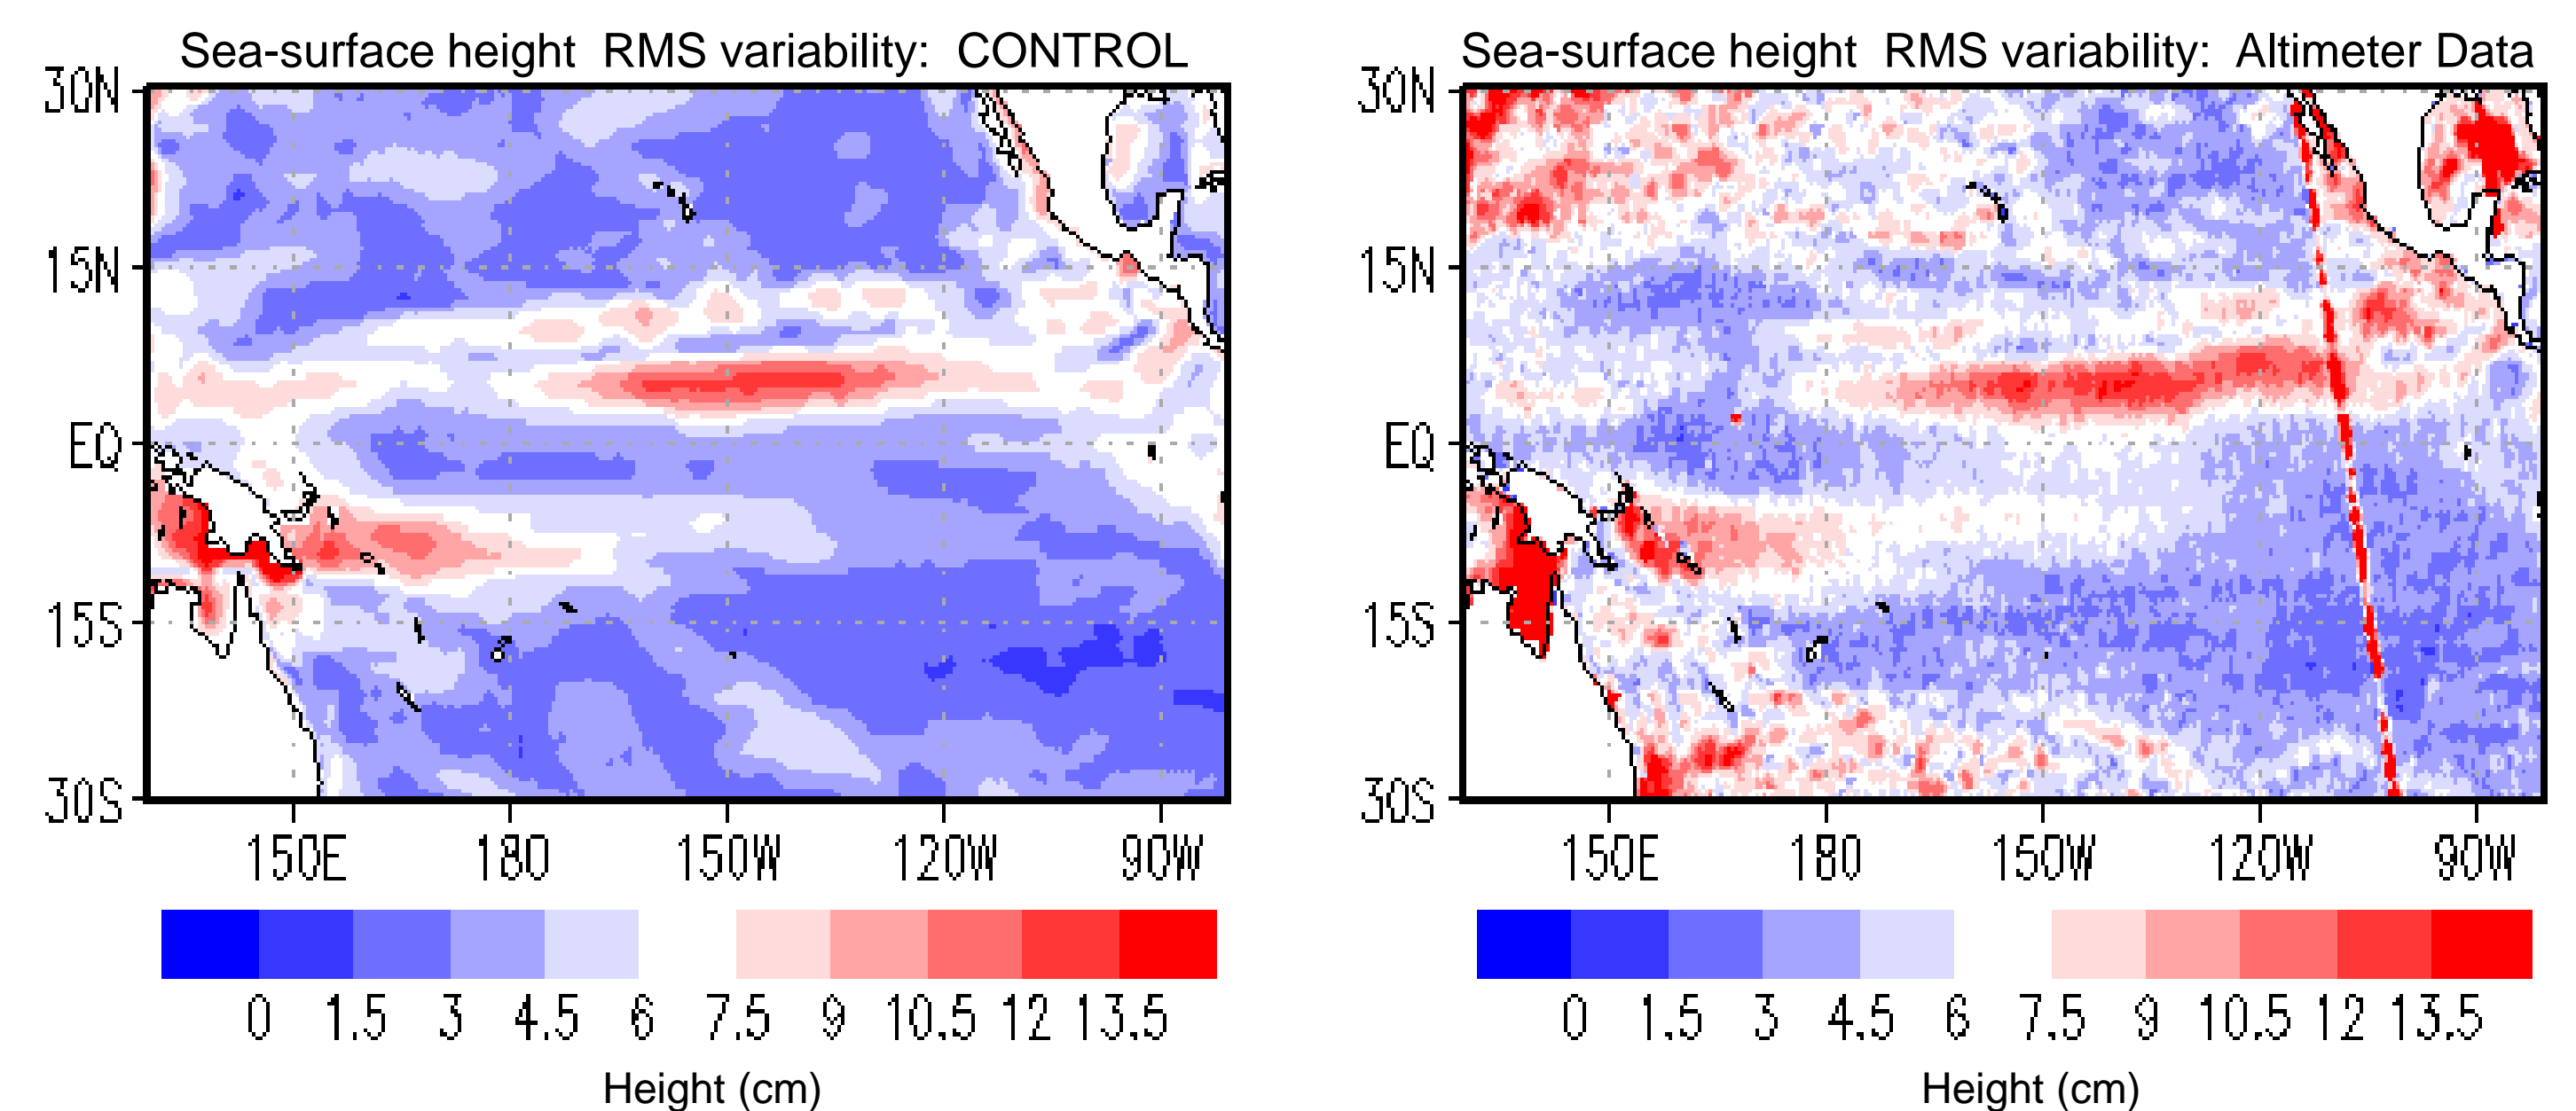 Sea-surface height RMS variability: CONTROL
30N
15N
EQ
15S
30S
150E 180 150W 120W 90W
0 1.5 3 4.5 6 7.5 9 10.5 12 13.5
Height (cm)
Sea-surface height RMS variability: Altimeter Data
30N
15N
EQ
15S
30S
150E 180 150W 120W 90W
0 1.5 3 4.5 6 7.5 9 10.5 12 13.5
Height (cm)